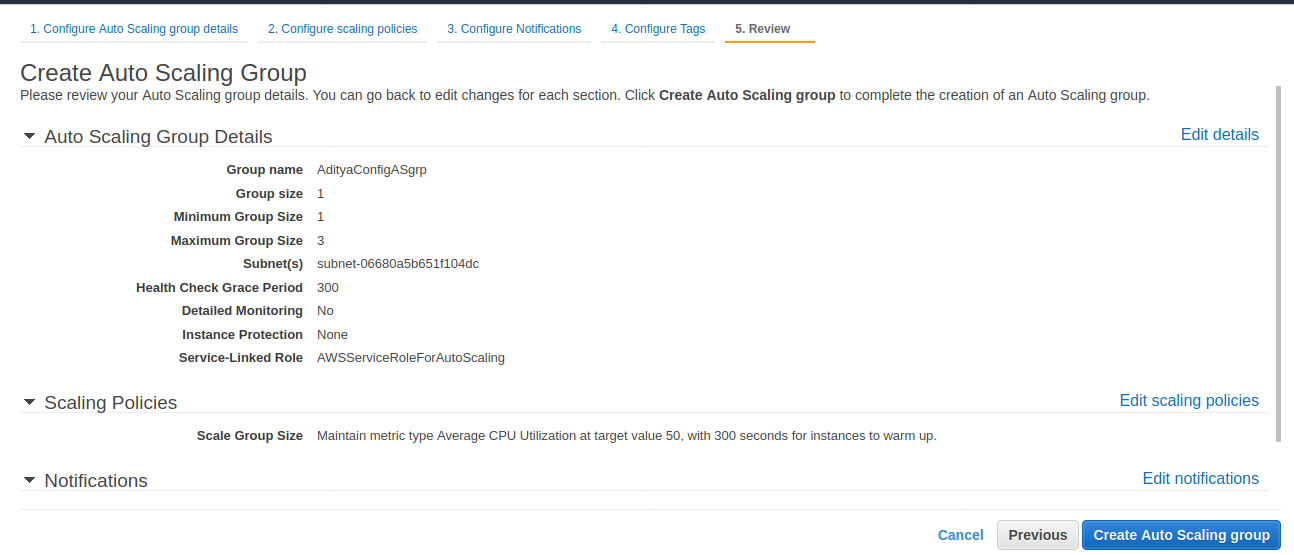 1. Configure Auto Scaling group details 2. Configure scaling policies 3. Configure Notifications 4. Configure Tags 5. Review
Create Auto Scaling Group
Please review your Auto Scaling group details. You can go back to edit changes for each section. Click Create Auto Scaling group to complete the creation of an Auto Scaling group.
Auto Scaling Group Details Edit details
Group name AdityaConfigASgrp
Group size 1
Minimum Group Size 1
Maximum Group Size 3
Subnet(s) subnet-06680a5b651f104dc
Health Check Grace Period 300
Detailed Monitoring No
Instance Protection None
Service-Linked Role AWSServiceRoleForAutoScaling
Scaling Policies Edit scaling policies
Scale Group Size Maintain metric type Average CPU Utilization at target value 50, with 300 seconds for instances to warm up.
Notifications Edit notifications
Cancel Previous Create Auto Scaling group